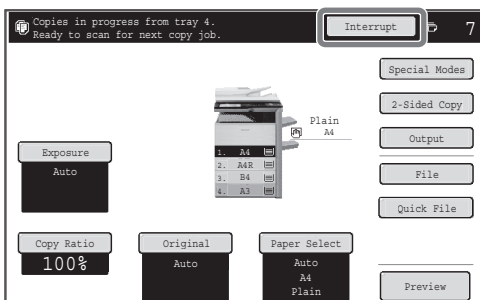 Copies in progress from tray 4.
Ready to scan for next copy job.
Interrupt
7
Special Modes
2-Sided Copy
Output
File
Quick File
Preview
Plain
A4
1. A4
2. A4R
3. B4
4. A3
Exposure
Auto
Copy Ratio
100%
Original
Auto
Paper Select
Auto
A4
Plain